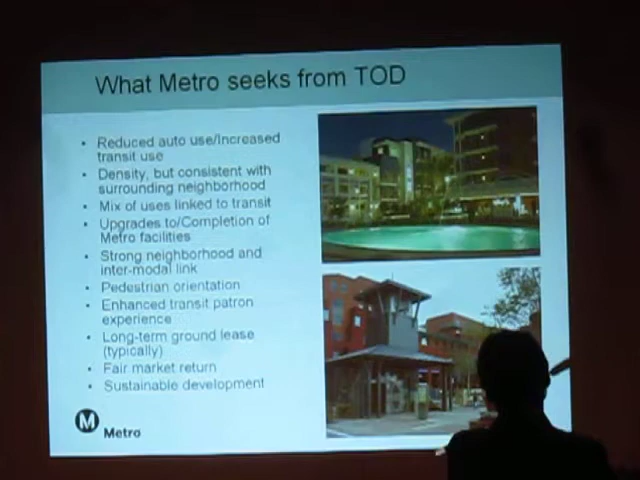 What Metro seeks from TOD
• Reduced auto use/Increased
transit use
• Density, but consistent with
surrounding neighborhood
• Mix of uses linked to transit
• Upgrades to/Completion of
Metro facilities
• Strong neighborhood and
inter-modal link
• Pedestrian orientation
• Enhanced transit patron
experience
• Long-term ground lease
(typically)
• Fair market return
• Sustainable development
M Metro